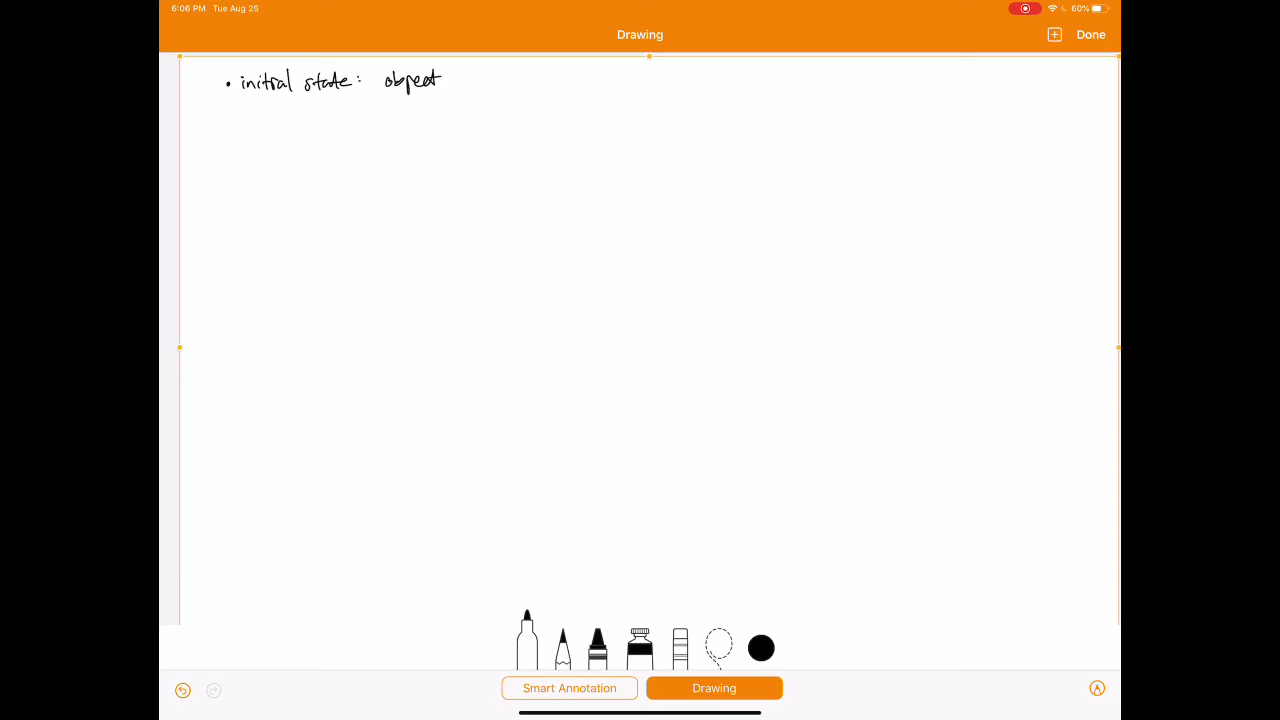 6:06 PM Tue Aug 25
60%
Drawing
Done
• initial state: object
Smart Annotation
Drawing